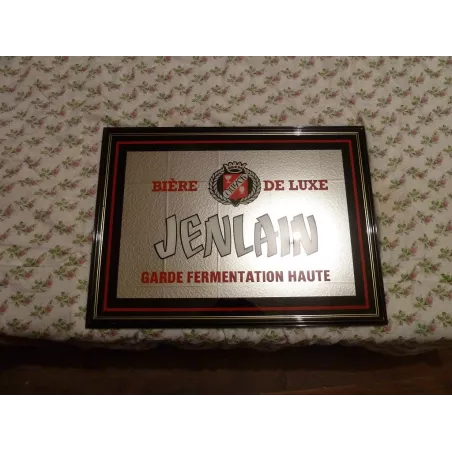 BIÈRE DE LUXE
JENLAIN
GARDE FERMENTATION HAUTE